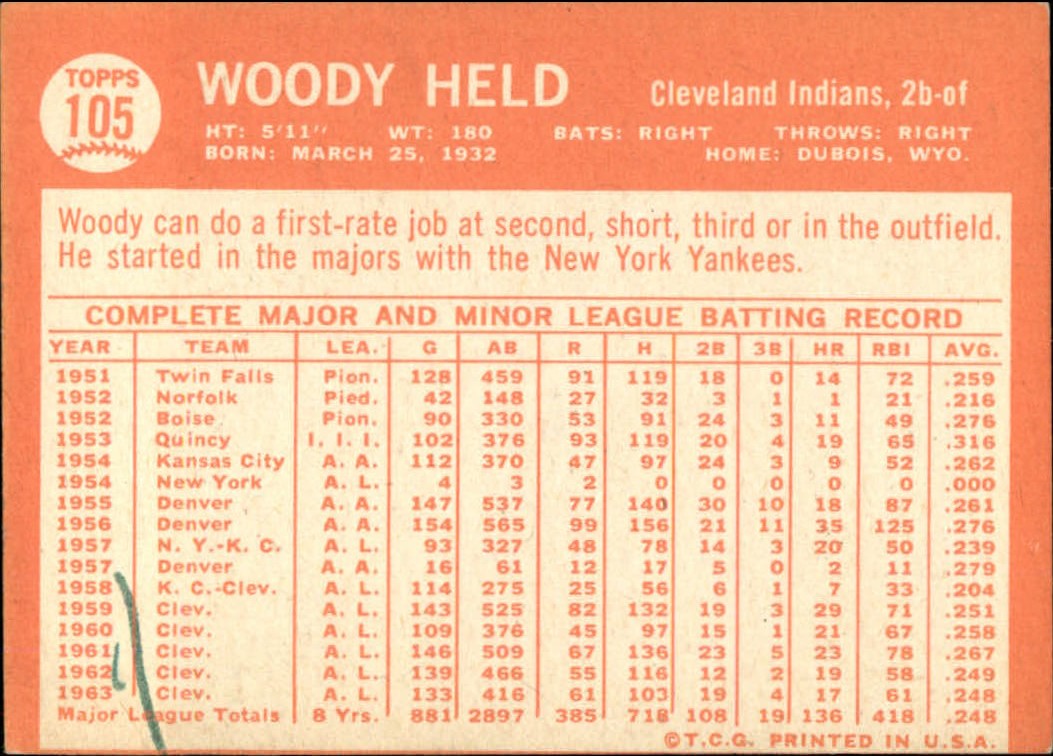 TOPPS
105
WOODY HELD
Cleveland Indians, 2b-of
HT: 5'11" WT: 180 BATS: RIGHT THROWS: RIGHT
BORN: MARCH 25, 1932 HOME: DUBOIS, WYO.
Woody can do a first-rate job at second, short, third or in the outfield.
He started in the majors with the New York Yankees.
COMPLETE MAJOR AND MINOR LEAGUE BATTING RECORD
YEAR TEAM LEA. G AB R H 2B 3B HR RBI AVG.
1951 Twin Falls Pion. 128 459 91 119 18 0 14 72 .259
1952 Norfolk Pied. 42 148 27 32 3 1 1 21 .216
1952 Boise Pion. 90 330 53 91 24 3 11 49 .276
1953 Quincy I. I. I. 102 376 93 119 20 4 19 65 .316
1954 Kansas City A. A. 112 370 47 97 24 3 9 52 .262
1954 New York A. L. 4 3 2 0 0 0 0 0 .000
1955 Denver A. A. 147 537 77 140 30 10 18 87 .261
1956 Denver A. A. 154 565 99 156 21 11 35 125 .276
1957 N. Y.-K. C. A. L. 93 327 48 78 14 3 20 50 .239
1957 Denver A. A. 16 61 12 17 5 0 2 11 .279
1958 K. C.-Clev. A. L. 114 275 25 56 6 1 7 33 .204
1959 Clev. A. L. 143 525 82 132 19 3 29 71 .251
1960 Clev. A. L. 109 376 45 97 15 1 21 67 .258
1961 Clev. A. L. 146 509 67 136 23 5 23 78 .267
1962 Clev. A. L. 139 466 55 116 12 2 19 58 .249
1963 Clev. A. L. 133 416 61 103 19 4 17 61 .248
Major League Totals 8 Yrs. 881 2897 385 718 108 19 136 418 .248
©T.C.G. PRINTED IN U.S.A.